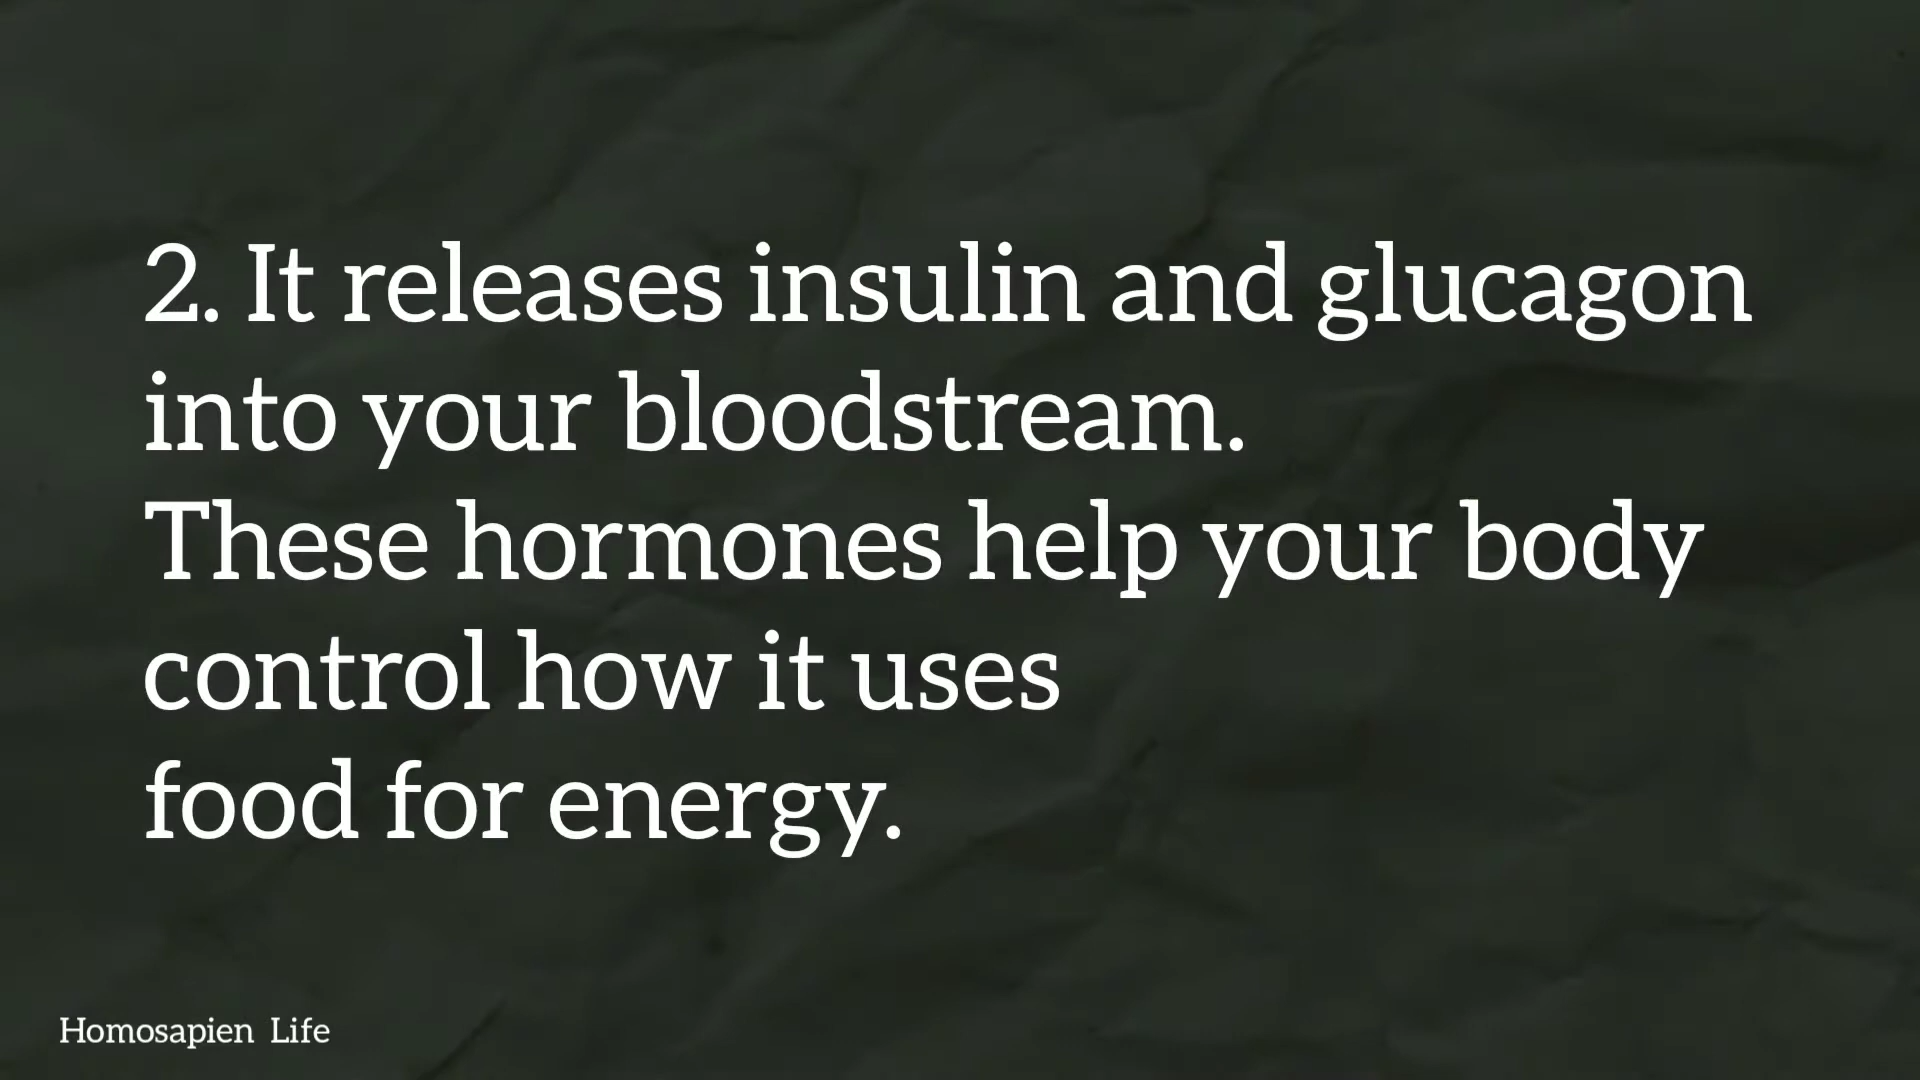 2. It releases insulin and glucagon
into your bloodstream.
These hormones help your body
control how it uses
food for energy.
Homosapien Life